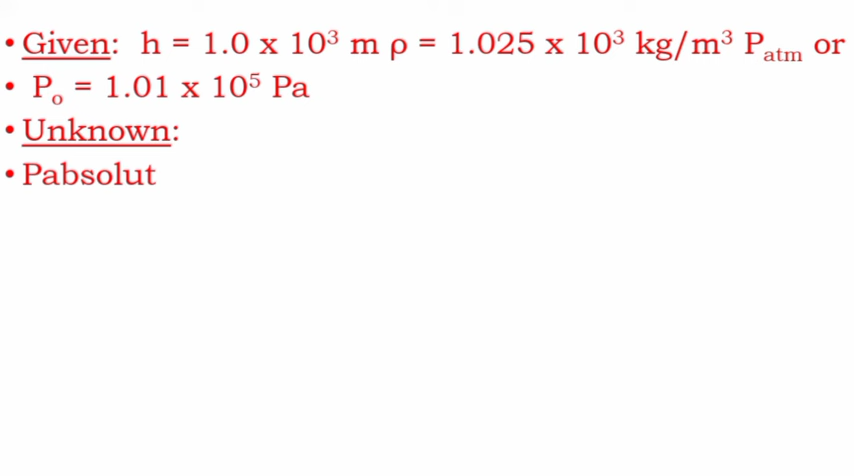 • Given: h = 1.0 x 10³ m ρ = 1.025 x 10³ kg/m³ Patm or
• Po = 1.01 x 10⁵ Pa
• Unknown:
• Pabsolut